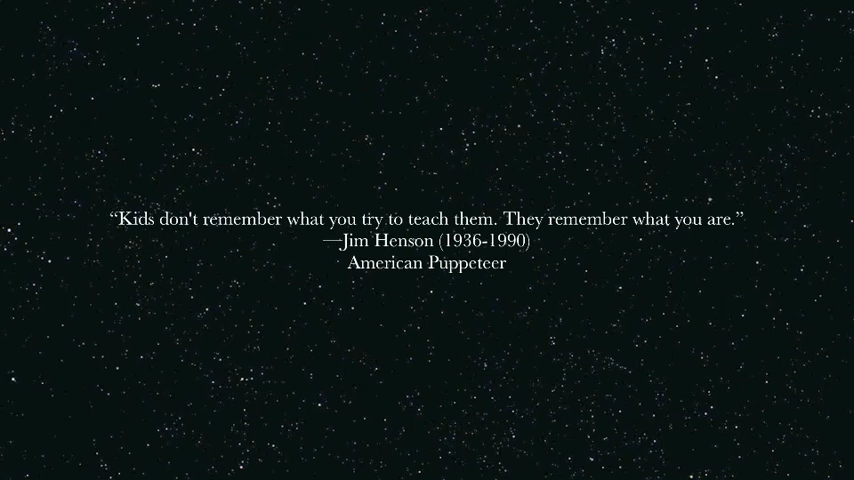 “Kids don't remember what you try to teach them. They remember what you are.”
—Jim Henson (1936-1990)
American Puppeteer